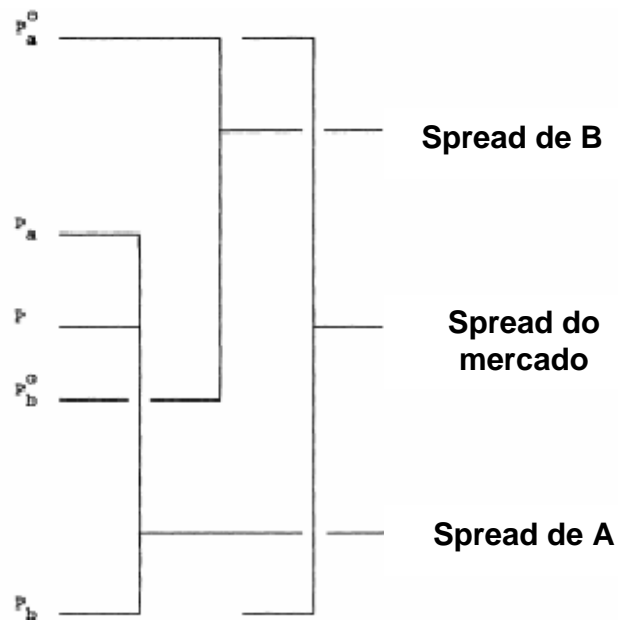 P a o
Spread de B
P a
P
Spread do
mercado
P b o
Spread de A
P b